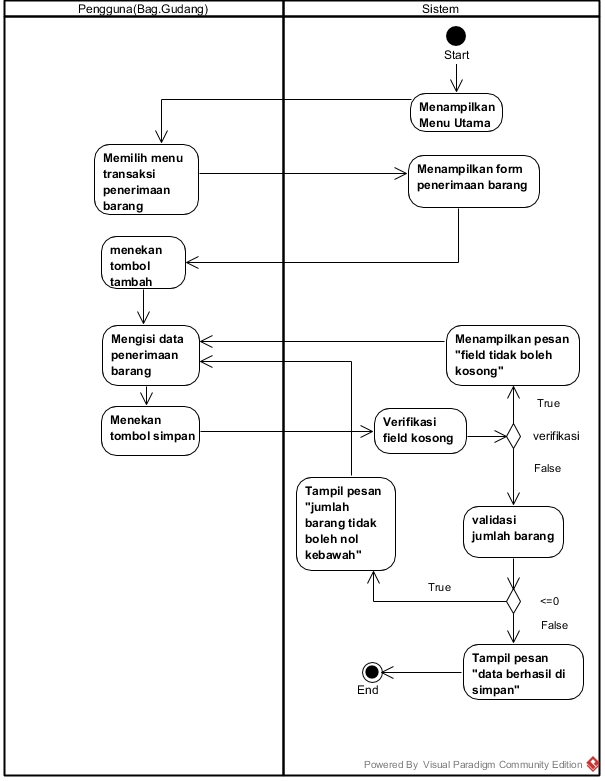 Pengguna(Bag.Gudang)
Sistem
Start
Menampilkan
Menu Utama
Memilih menu
transaksi
penerimaan
barang
Menampilkan form
penerimaan barang
menekan
tombol
tambah
Mengisi data
penerimaan
barang
Menampilkan pesan
"field tidak boleh
kosong"
True
Menekan
tombol simpan
Verifikasi
field kosong
verifikasi
False
Tampil pesan
"jumlah
barang tidak
boleh nol
kebawah"
validasi
jumlah barang
True
<=0
False
Tampil pesan
"data berhasil di
simpan"
End
Powered By Visual Paradigm Community Edition